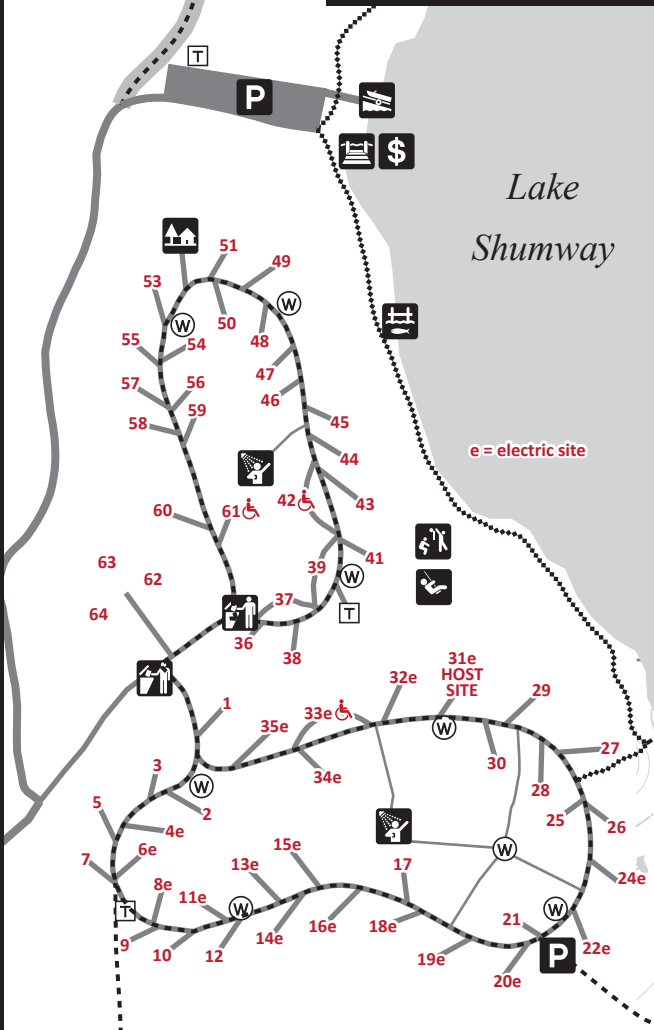 T
P
$
Lake
Shumway
51
49
53
W
50
W
48
55
54
47
57
56
46
58
59
45
e = electric site
44
42
43
60
61
41
63
39
W
62
37
64
T
36
38
31e
HOST
SITE
32e
29
1
33e
35e
W
30
27
34e
28
3
W
2
5
25
26
4e
W
6e
15e
7
13e
17
24e
8e
11e
T
W
W
21
16e
18e
14e
9
22e
10
12
19e
P
20e